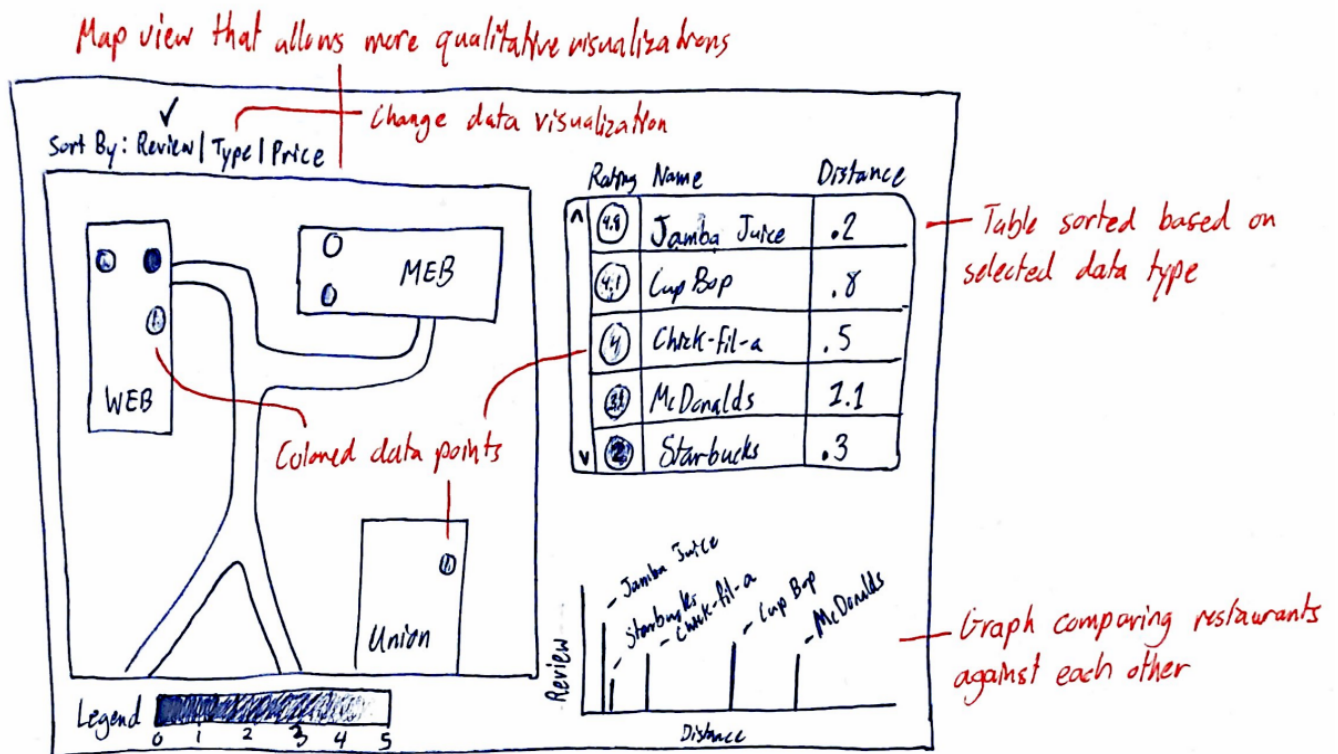 Map view that allows more qualitative visualizations
Change data visualization
Sort By: Review | Type | Price
Rating Name Distance
4.8 Jamba Juice .2
4.1 Cup Bop .8
4 Chick-fil-a .5
McDonalds 1.1
2 Starbucks .3
Table sorted based on
selected data type
MEB
WEB
Colored data points
Union
Legend
0 1 2 3 4 5
Jamba Juice
Starbucks
Chick-fil-a
Cup Bop
McDonalds
Review
Distance
Graph comparing restaurants
against each other